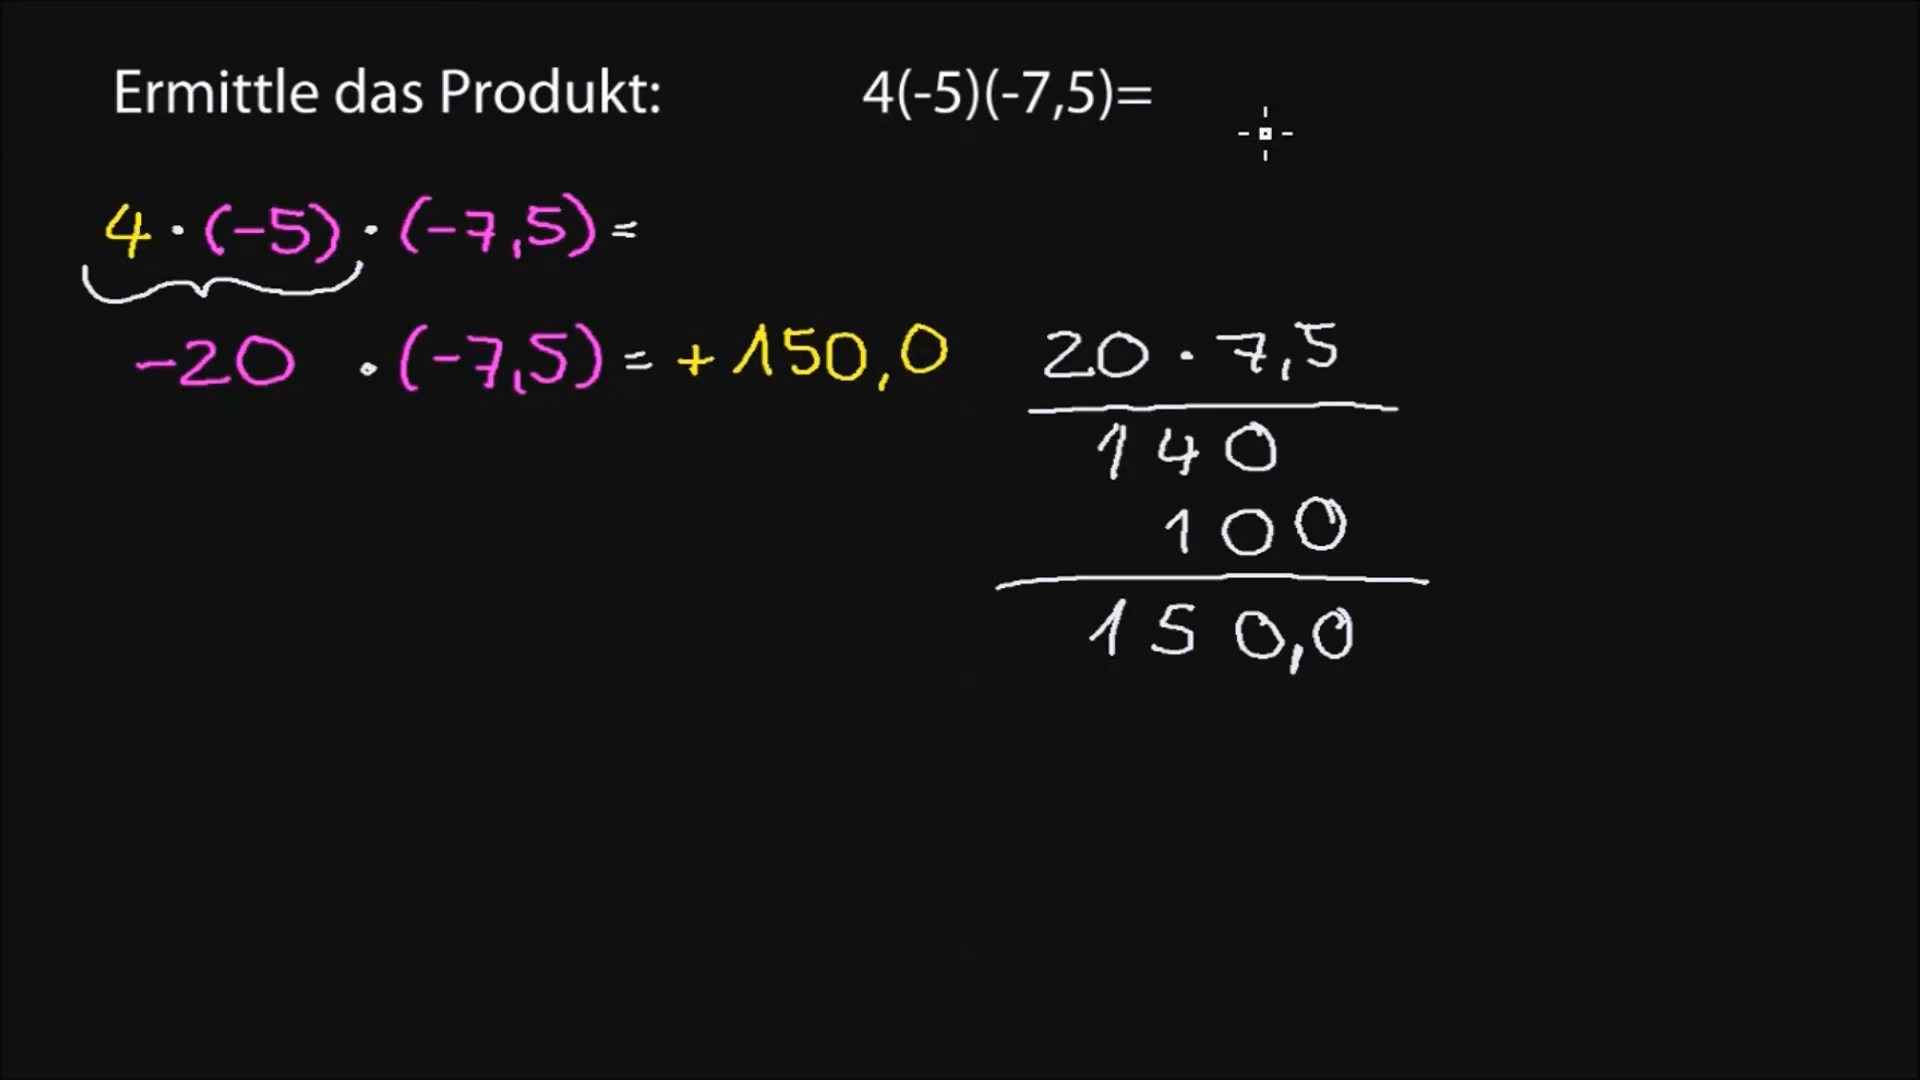 Ermittle das Produkt: 4(-5)(-7,5)=
4 · (-5) · (-7,5) =
-20 · (-7,5) = + 150,0
20 · 7,5
140
100
150,0